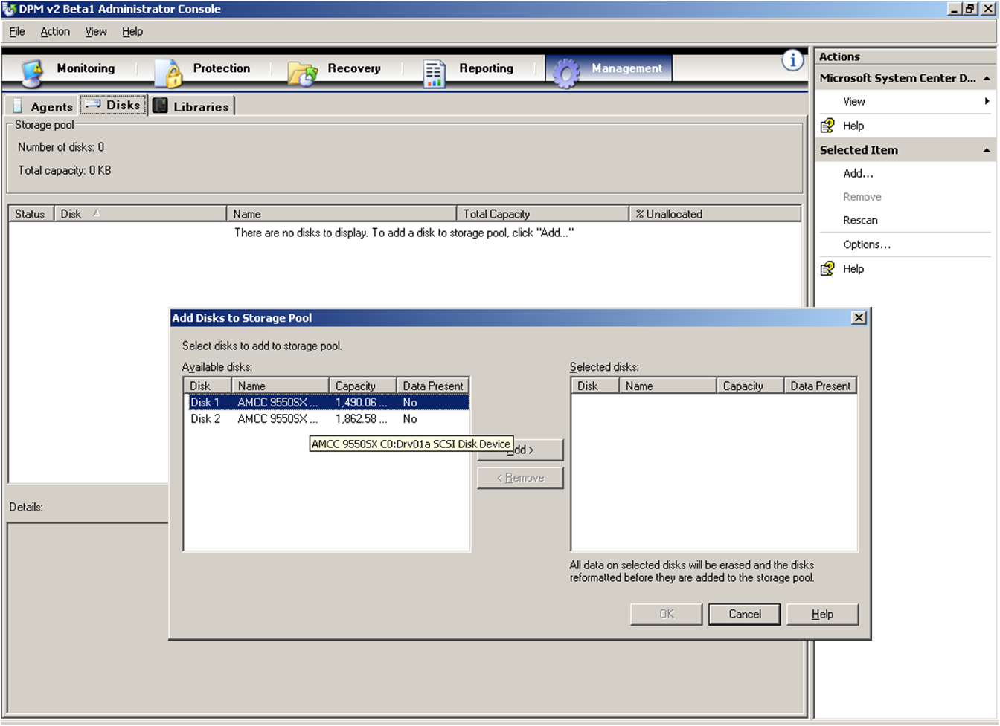 DPM v2 Beta1 Administrator Console
File Action View Help
Monitoring Protection Recovery Reporting Management
Agents Disks Libraries
Storage pool
Number of disks: 0
Total capacity: 0 KB
Status Disk Name Total Capacity % Unallocated
There are no disks to display. To add a disk to storage pool, click "Add..."
Details:
Actions
Microsoft System Center D...
View
Help
Selected Item
Add...
Remove
Rescan
Options...
Help
Add Disks to Storage Pool
Select disks to add to storage pool.
Available disks:
Disk Name Capacity Data Present
Disk 1 AMCC 9550SX ... 1,490.06 ... No
Disk 2 AMCC 9550SX ... 1,862.58 ... No
AMCC 9550SX C0:Drv01a SCSI Disk Device
Add >
< Remove
Selected disks:
Disk Name Capacity Data Present
All data on selected disks will be erased and the disks
reformatted before they are added to the storage pool.
OK Cancel Help